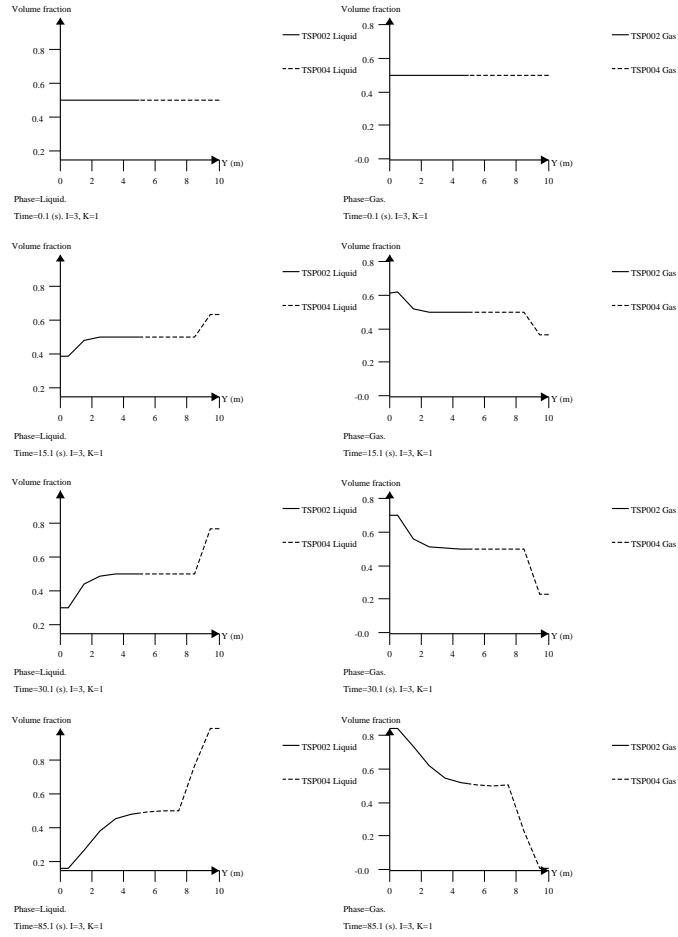 Volume fraction
0.8
0.6
0.4
0.2
0 2 4 6 8 10
Y (m)
TSP002 Liquid
TSP004 Liquid
Phase=Liquid.
Time=0.1 (s). I=3, K=1
Volume fraction
0.8
0.6
0.4
0.2
-0.0
0 2 4 6 8 10
Y (m)
TSP002 Gas
TSP004 Gas
Phase=Gas.
Time=0.1 (s). I=3, K=1
Volume fraction
0.8
0.6
0.4
0.2
0 2 4 6 8 10
Y (m)
TSP002 Liquid
TSP004 Liquid
Phase=Liquid.
Time=15.1 (s). I=3, K=1
Volume fraction
0.8
0.6
0.4
0.2
-0.0
0 2 4 6 8 10
Y (m)
TSP002 Gas
TSP004 Gas
Phase=Gas.
Time=15.1 (s). I=3, K=1
Volume fraction
0.8
0.6
0.4
0.2
0 2 4 6 8 10
Y (m)
TSP002 Liquid
TSP004 Liquid
Phase=Liquid.
Time=30.1 (s). I=3, K=1
Volume fraction
0.8
0.6
0.4
0.2
-0.0
0 2 4 6 8 10
Y (m)
TSP002 Gas
TSP004 Gas
Phase=Gas.
Time=30.1 (s). I=3, K=1
Volume fraction
0.8
0.6
0.4
0.2
0 2 4 6 8 10
Y (m)
TSP002 Liquid
TSP004 Liquid
Phase=Liquid.
Time=85.1 (s). I=3, K=1
Volume fraction
0.8
0.6
0.4
0.2
-0.0
0 2 4 6 8 10
Y (m)
TSP002 Gas
TSP004 Gas
Phase=Gas.
Time=85.1 (s). I=3, K=1